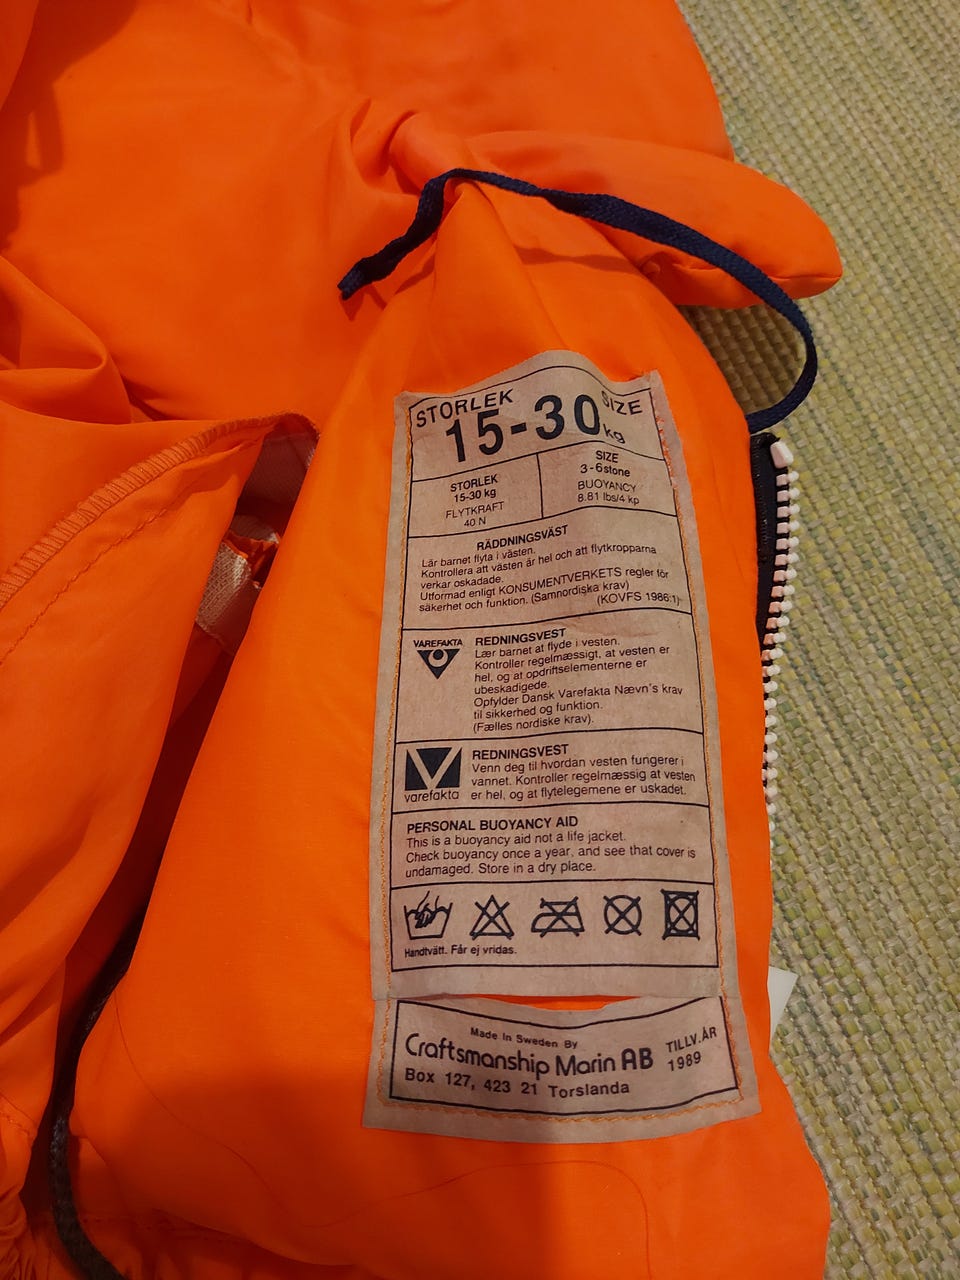 STORLEK SIZE
15-30 kg
STORLEK
15-30 kg
FLYTKRAFT
40 N
SIZE
3-6stone
BUOYANCY
8.81 lbs/4 kp
RÄDDNINGSVÄST
Lär barnet flyta i västen.
Kontrollera att västen är hel och att flytkropparna
verkar oskadade.
Utformad enligt KONSUMENTVERKETS regler för
säkerhet och funktion. (Samnordiska krav)
(KOVFS 1986:1)
VAREFAKTA
REDNINGSVEST
Lær barnet at flyde i vesten.
Kontroller regelmæssigt, at vesten er
hel, og at opdriftselementerne er
ubeskadigede.
Opfylder Dansk Varefakta Nævn's krav
til sikkerhed og funktion.
(Fælles nordiske krav).
varefakta
REDNINGSVEST
Venn deg til hvordan vesten fungerer i
vannet. Kontroller regelmæssig at vesten
er hel, og at flytelegemene er uskadet.
PERSONAL BUOYANCY AID
This is a buoyancy aid not a life jacket.
Check buoyancy once a year, and see that cover is
undamaged. Store in a dry place.
Handtvätt. Får ej vridas.
Made In Sweden By
Craftsmanship Marin AB
Box 127, 423 21 Torslanda
TILLV.ÅR
1989